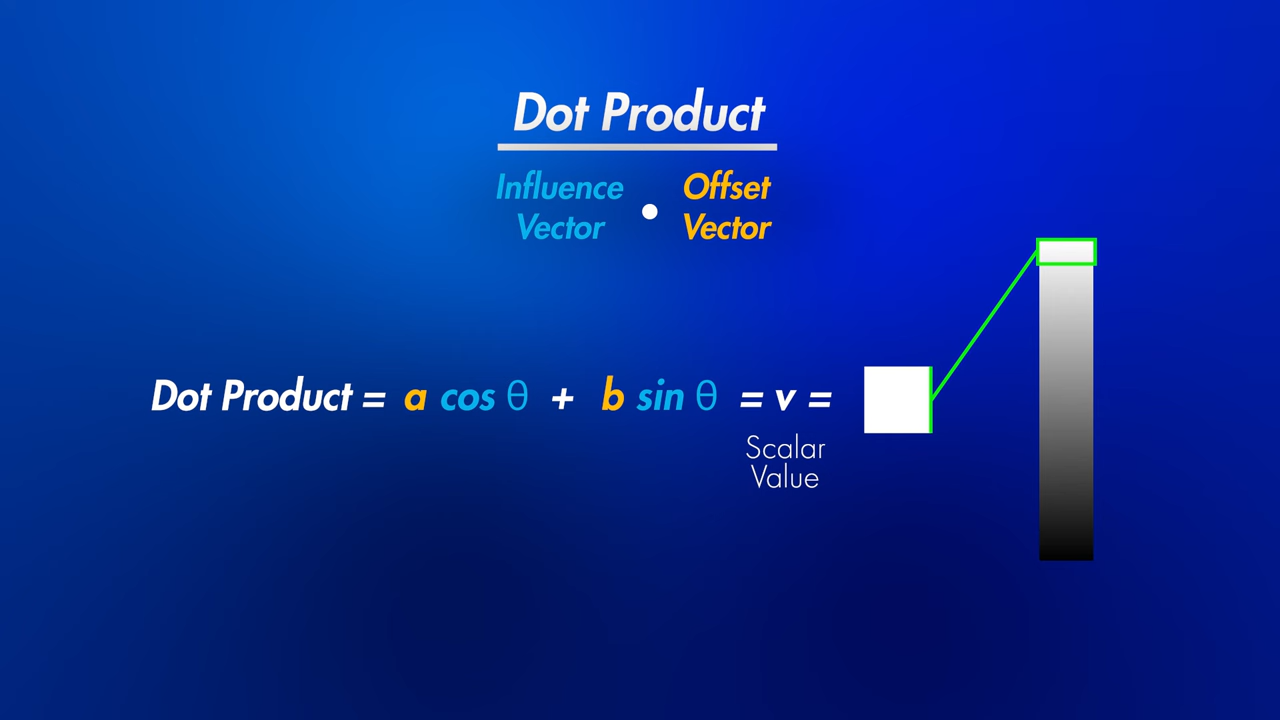 Dot Product
Influence Vector • Offset Vector
Dot Product = a cos θ + b sin θ = v =
Scalar
Value